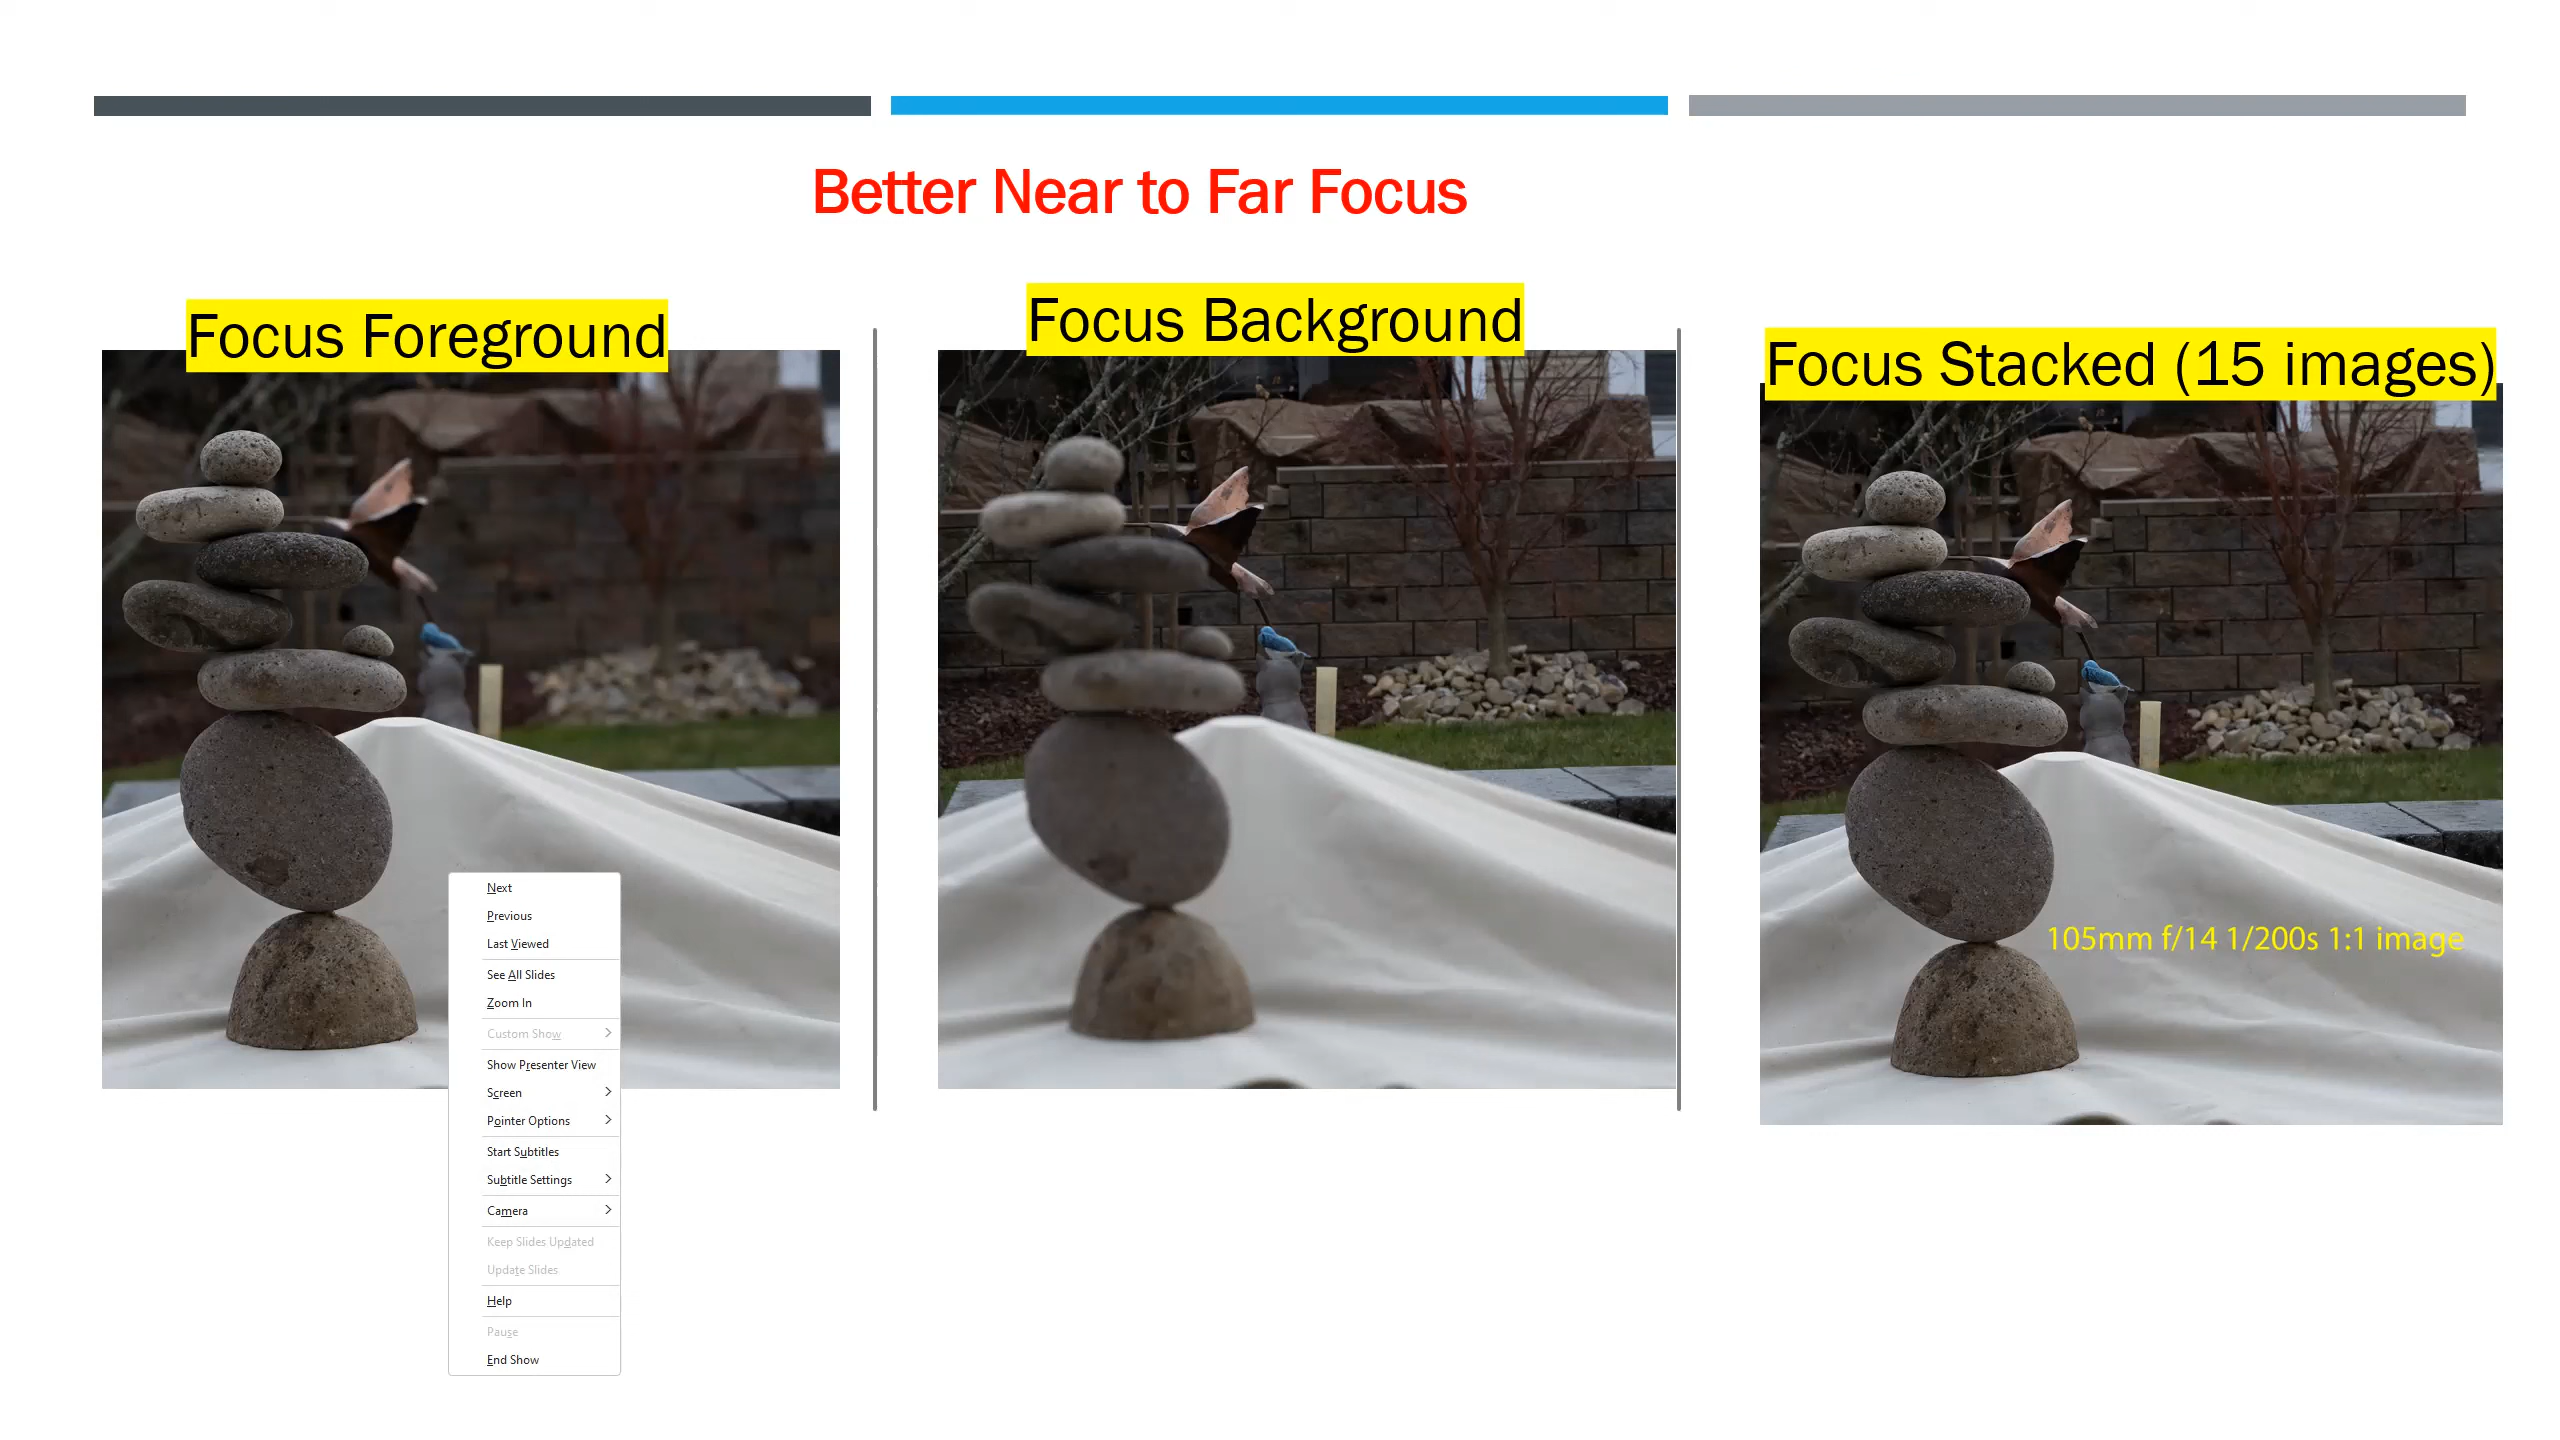 Better Near to Far Focus
Focus Foreground
Focus Background
Focus Stacked (15 images)
105mm f/14 1/200s 1:1 image
Next
Previous
Last Viewed
See All Slides
Zoom In
Custom Show
Show Presenter View
Screen
Pointer Options
Start Subtitles
Subtitle Settings
Camera
Keep Slides Updated
Update Slides
Help
Pause
End Show